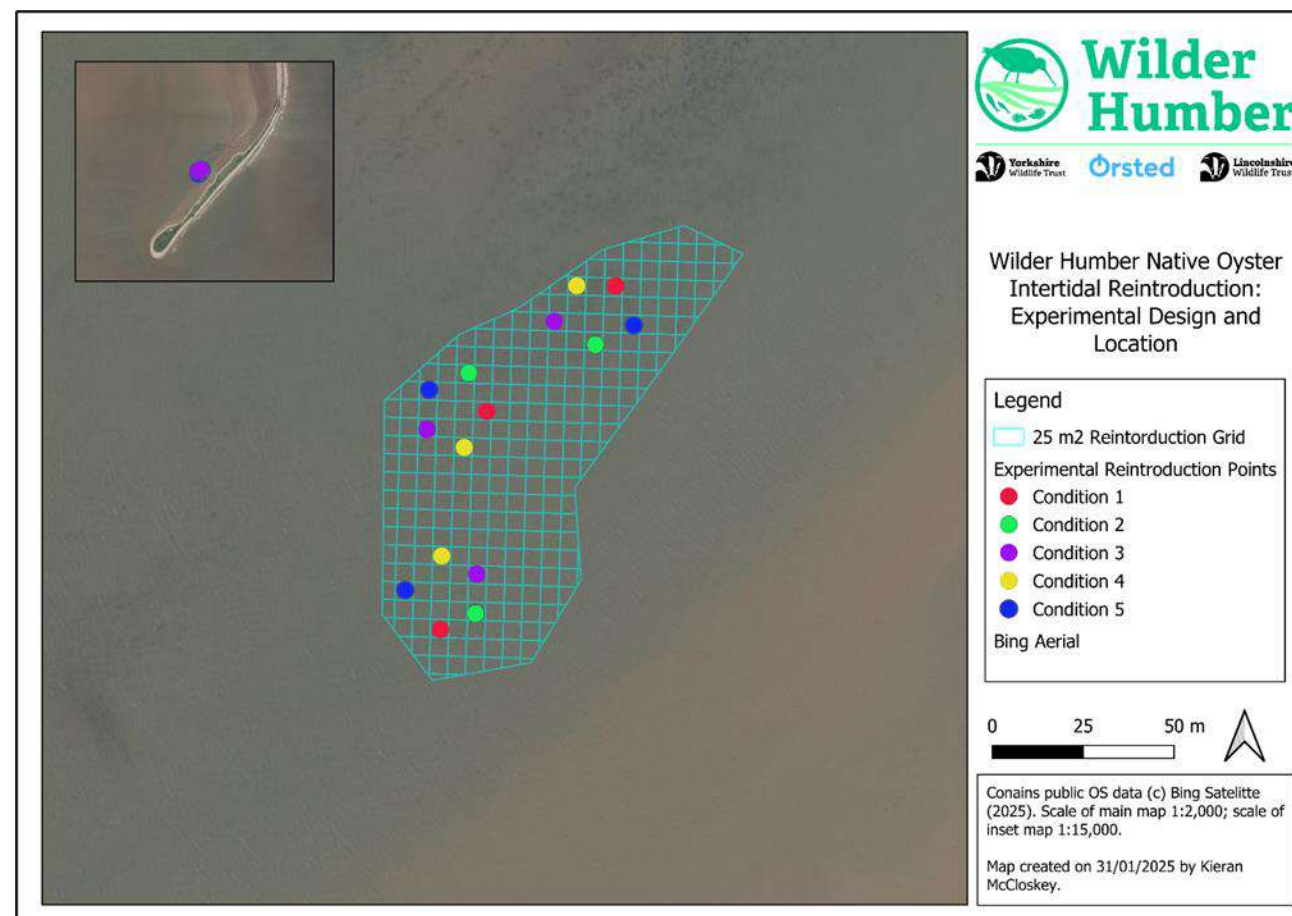 Wilder
Humber
Yorkshire
Wildlife Trust
Ørsted
Lincolnshire
Wildlife Trust
Wilder Humber Native Oyster
Intertidal Reintroduction:
Experimental Design and
Location
Legend
25 m2 Reintorduction Grid
Experimental Reintroduction Points
Condition 1
Condition 2
Condition 3
Condition 4
Condition 5
Bing Aerial
0 25 50 m
Conains public OS data (c) Bing Satelitte
(2025). Scale of main map 1:2,000; scale of
inset map 1:15,000.
Map created on 31/01/2025 by Kieran
McCloskey.